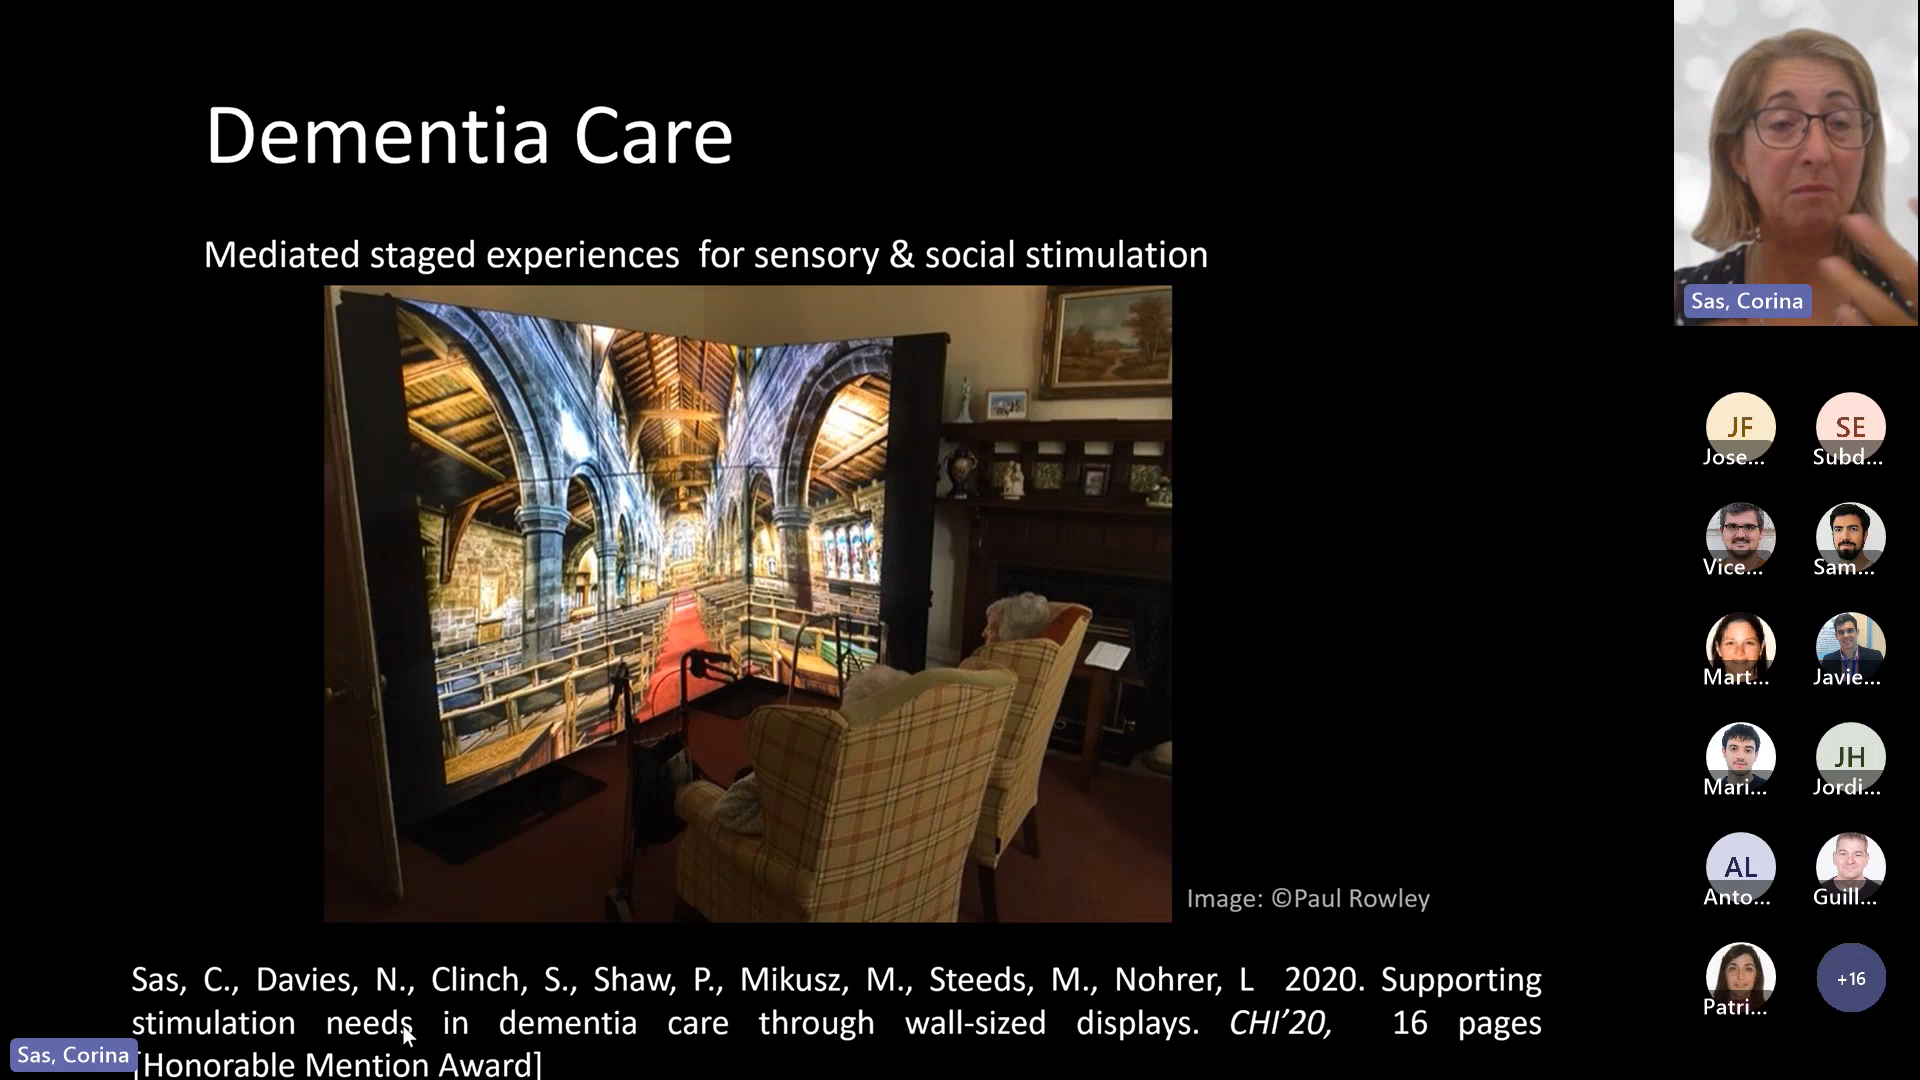 Dementia Care
Mediated staged experiences for sensory & social stimulation
Image: ©Paul Rowley
Sas, C., Davies, N., Clinch, S., Shaw, P., Mikusz, M., Steeds, M., Nohrer, L 2020. Supporting
stimulation needs in dementia care through wall-sized displays. CHI’20, 16 pages
[Honorable Mention Award]
Sas, Corina
Sas, Corina
JF
SE
Jose...
Subd...
Vice...
Sam...
Mart...
Javie...
JH
Mari...
Jordi...
AL
Anto...
Guill...
+16
Patri...